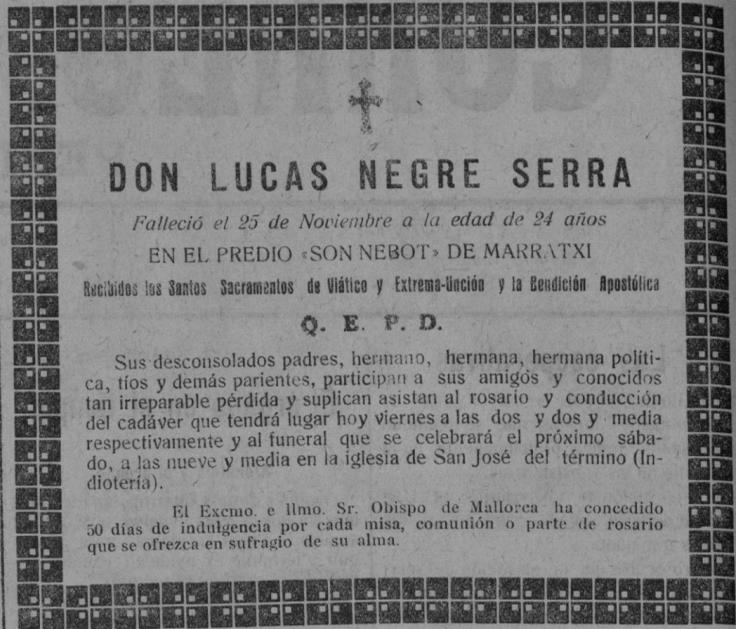 DON LUCAS NEGRE SERRA
Falleció el 25 de Noviembre a la edad de 24 años
EN EL PREDIO «SON NEBOT» DE MARRATXI
Recibidos los Santos Sacramentos de Viático y Extrema-Unción y la Bendición Apostólica
Q. E. P. D.
Sus desconsolados padres, hermano, hermana, hermana políti-
ca, tíos y demás parientes, participan a sus amigos y conocidos
tan irreparable pérdida y suplican asistan al rosario y conducción
del cadáver que tendrá lugar hoy viernes a las dos y dos y media
respectivamente y al funeral que se celebrará el próximo sába-
do, a las nueve y media en la iglesia de San José del término (In-
diotería).
El Excmo. e Ilmo. Sr. Obispo de Mallorca ha concedido
50 días de indulgencia por cada misa, comunión o parte de rosario
que se ofrezca en sufragio de su alma.